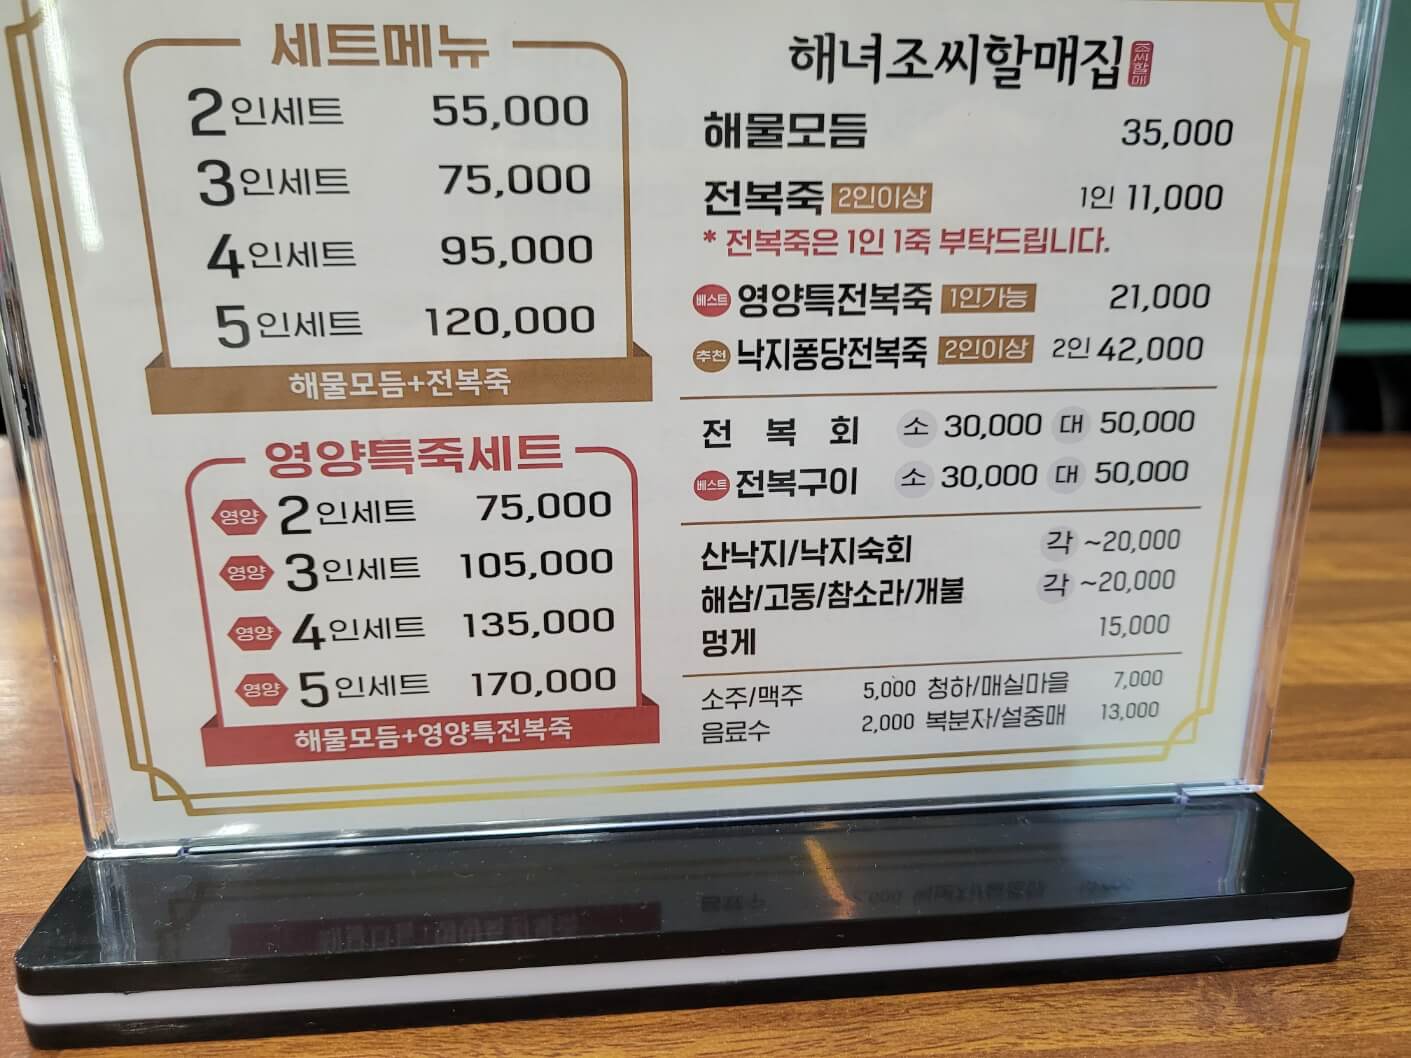 세트메뉴
2인세트 55,000
3인세트 75,000
4인세트 95,000
5인세트 120,000
해물모듬+전복죽
영양특죽세트
영양 2인세트 75,000
영양 3인세트 105,000
영양 4인세트 135,000
영양 5인세트 170,000
해물모듬+영양특전복죽
해녀조씨할매집 조씨할매
해물모듬 35,000
전복죽 2인이상 1인 11,000
* 전복죽은 1인 1죽 부탁드립니다.
베스트 영양특전복죽 1인가능 21,000
추천 낙지퐁당전복죽 2인이상 2인 42,000
전 복 회 소 30,000 대 50,000
베스트 전복구이 소 30,000 대 50,000
산낙지/낙지숙회 각 ~20,000
해삼/고동/참소라/개불 각 ~20,000
멍게 15,000
소주/맥주 5,000 청하/매실마을 7,000
음료수 2,000 복분자/설중매 13,000